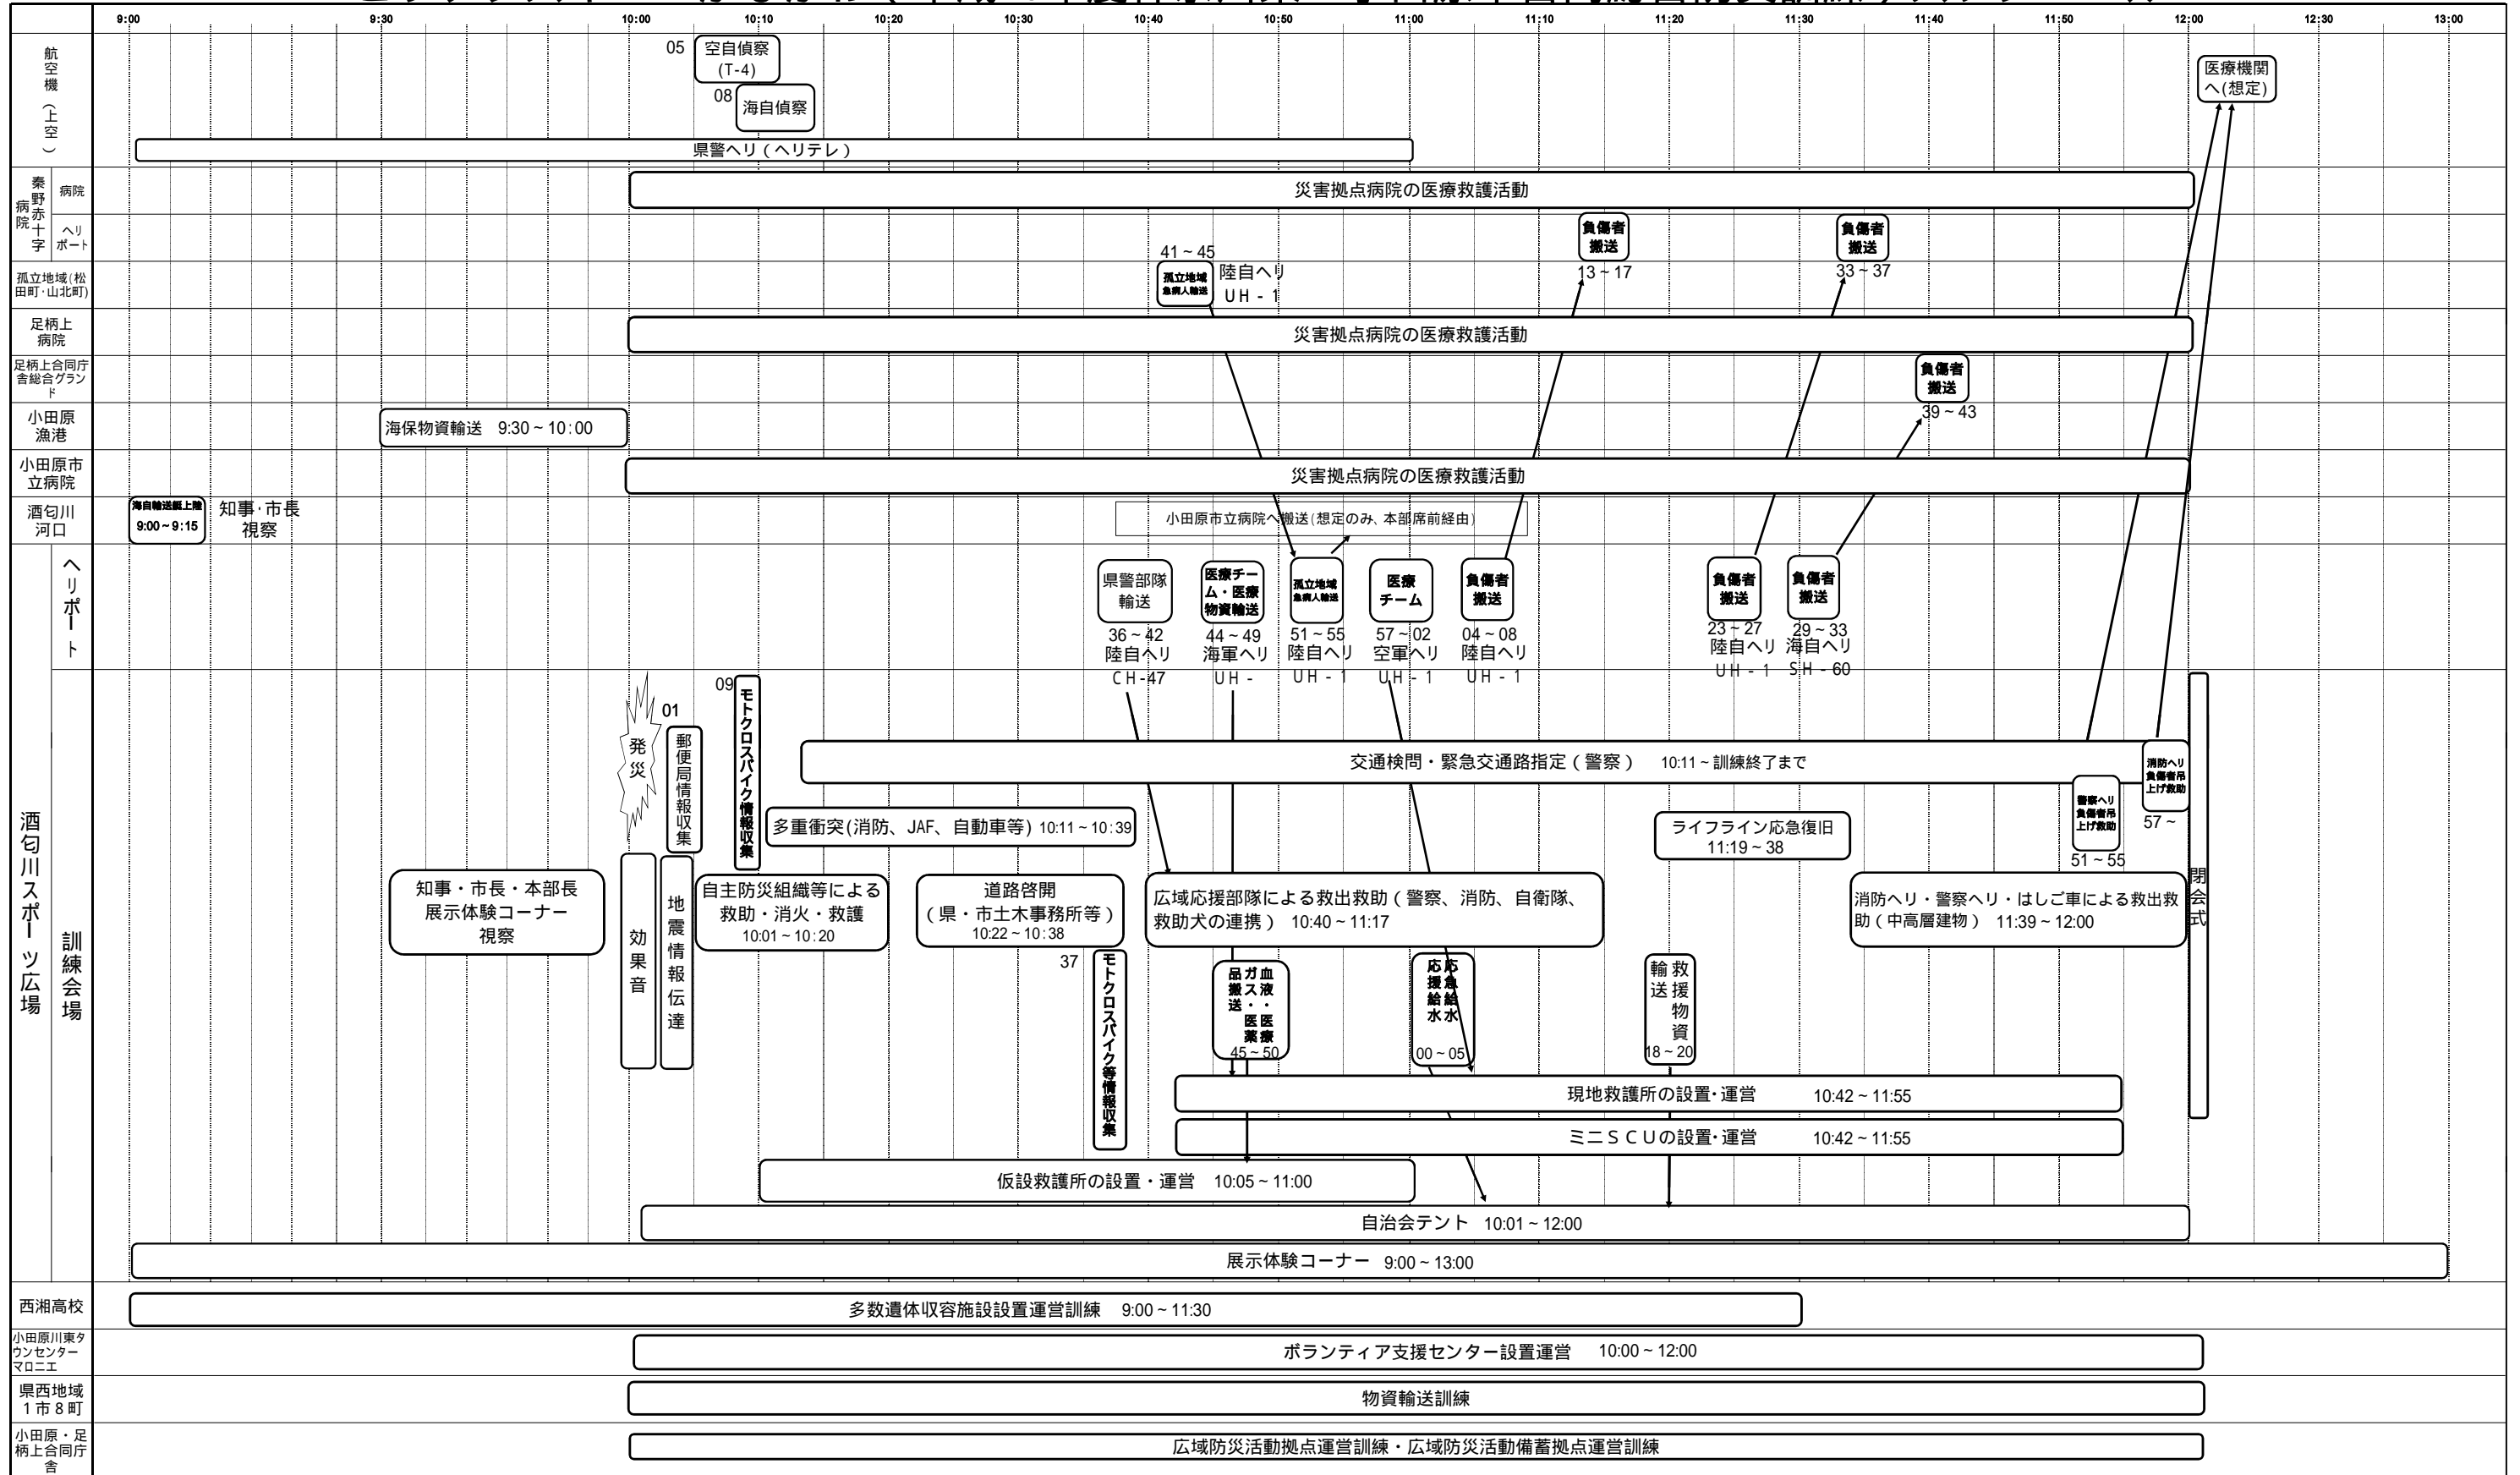 9:00 9:30 10:00 10:10 10:20 10:30 10:40 10:50 11:00 11:10 11:20 11:30 11:40 11:50 12:00 12:30 13:00
航空機(上空)
05
空自偵察
(T-4)
08
海自偵察
県警ヘリ(ヘリテレ)
医療機関
へ(想定)
秦野赤十字
病院
病院
災害拠点病院の医療救護活動
ヘリ
ポート
負傷者
搬送
13~17
負傷者
搬送
33~37
孤立地域(松
田町・山北町)
41~45
孤立地域
急病人輸送
陸自ヘリ
UH-1
足柄上
病院
災害拠点病院の医療救護活動
足柄上合同庁
舎総合グラン
ド
負傷者
搬送
39~43
小田原
漁港
海保物資輸送 9:30~10:00
小田原市
立病院
災害拠点病院の医療救護活動
酒匂川
河口
海自輸送艇上陸
9:00~9:15
知事・市長
視察
小田原市立病院へ搬送(想定のみ、本部席前経由)
酒匂川スポーツ広場
ヘリポート
県警部隊
輸送
36~42
陸自ヘリ
CH-47
医療チー
ム・医療
物資輸送
44~49
海軍ヘリ
UH-
孤立地域
急病人輸送
51~55
陸自ヘリ
UH-1
医療
チーム
57~02
空軍ヘリ
UH-1
負傷者
搬送
04~08
陸自ヘリ
UH-1
負傷者
搬送
23~27
陸自ヘリ
UH-1
負傷者
搬送
29~33
海自ヘリ
SH-60
訓練会場
発災
01
郵便局情報収集
09
モトクロスバイク情報収集
交通検問・緊急交通路指定(警察) 10:11~訓練終了まで
消防ヘリ
負傷者吊
上げ救助
57~
警察ヘリ
負傷者吊
上げ救助
51~55
多重衝突(消防、JAF、自動車等) 10:11~10:39
ライフライン応急復旧
11:19~38
知事・市長・本部長
展示体験コーナー
視察
効果音
地震情報伝達
自主防災組織等による
救助・消火・救護
10:01~10:20
道路啓開
(県・市土木事務所等)
10:22~10:38
広域応援部隊による救出救助(警察、消防、自衛隊、
救助犬の連携) 10:40~11:17
消防ヘリ・警察ヘリ・はしご車による救出救
助(中高層建物) 11:39~12:00
閉会式
37
モトクロスバイク等情報収集
血液・医療
ガス・医薬
品搬送
45~50
応急給水
応援給水
00~05
救援物資
輸送
18~20
現地救護所の設置・運営 10:42~11:55
ミニSCUの設置・運営 10:42~11:55
仮設救護所の設置・運営 10:05~11:00
自治会テント 10:01~12:00
展示体験コーナー 9:00~13:00
西湘高校
多数遺体収容施設設置運営訓練 9:00~11:30
小田原川東タ
ウンセンター
マロニエ
ボランティア支援センター設置運営 10:00~12:00
県西地域
1市8町
物資輸送訓練
小田原・足
柄上合同庁
舎
広域防災活動拠点運営訓練・広域防災活動備蓄拠点運営訓練